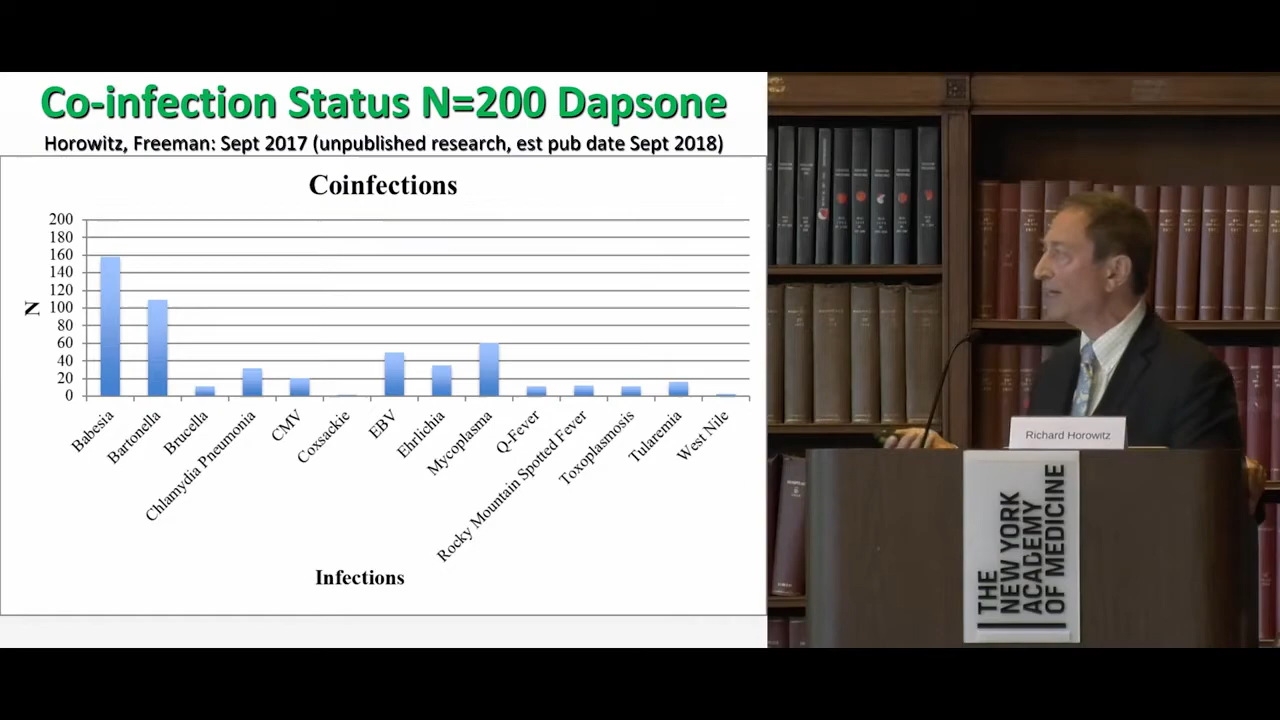 Co-infection Status N=200 Dapsone
Horowitz, Freeman: Sept 2017 (unpublished research, est pub date Sept 2018)
Coinfections
200
180
160
140
120
100
80
60
40
20
0
N
Babesia
Bartonella
Brucella
Chlamydia Pneumonia
CMV
Coxsackie
EBV
Ehrlichia
Mycoplasma
Q-Fever
Rocky Mountain Spotted Fever
Toxoplasmosis
Tularemia
West Nile
Infections
Richard Horowitz
THE
NEW YORK
ACADEMY
OF MEDICINE